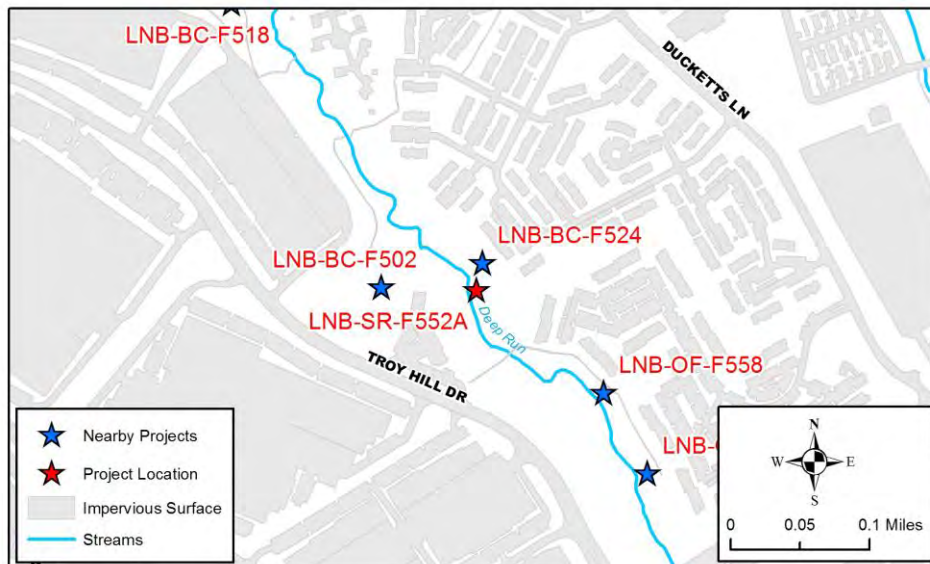 LNB-BC-F518
DUCKETTS LN
LNB-BC-F524
LNB-BC-F502
LNB-SR-F552A
Deep Run
TROY HILL DR
LNB-OF-F558
LNB-
Nearby Projects
Project Location
Impervious Surface
Streams
N
W E
S
0 0.05 0.1 Miles